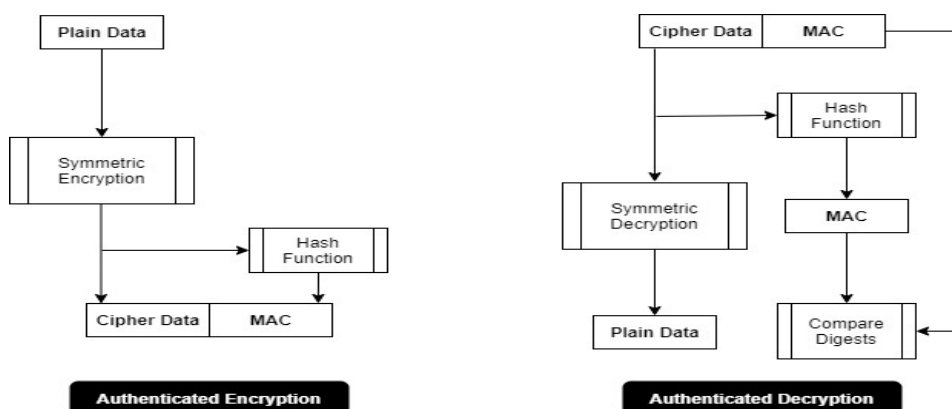 Plain Data
Symmetric
Encryption
Hash
Function
Cipher Data
MAC
Authenticated Encryption
Cipher Data
MAC
Hash
Function
Symmetric
Decryption
MAC
Plain Data
Compare
Digests
Authenticated Decryption